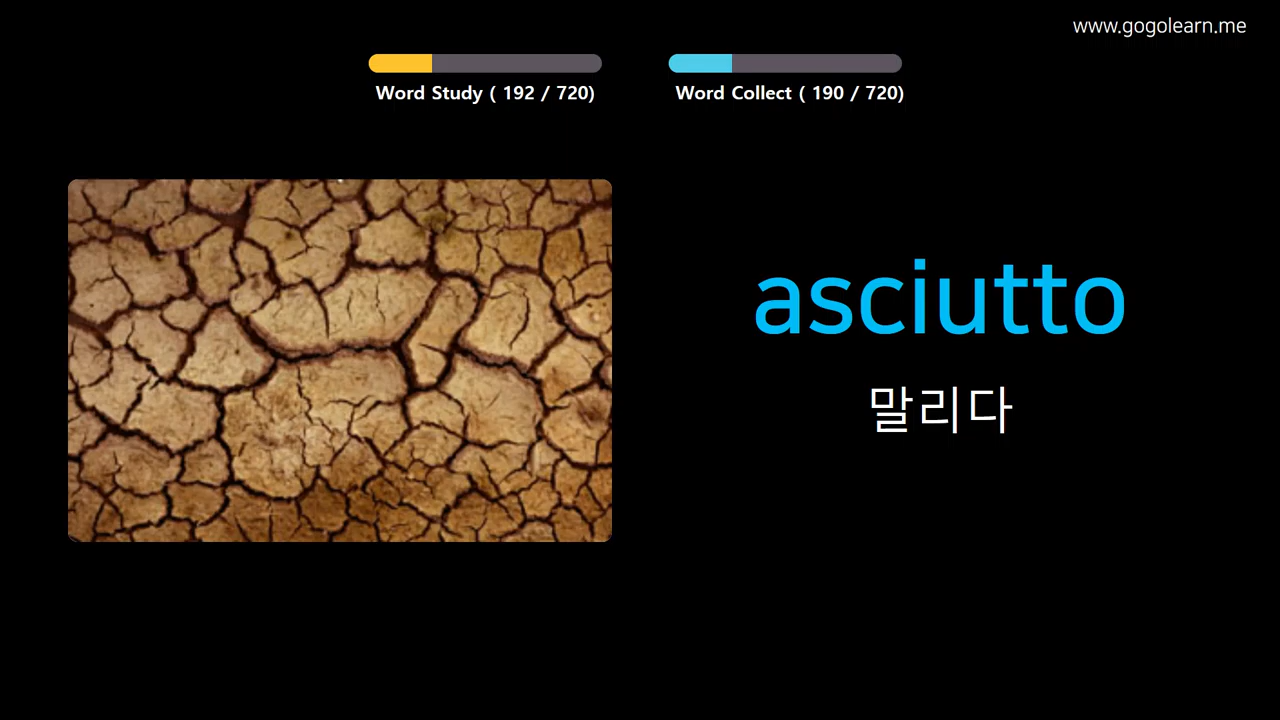 www.gogolearn.me
Word Study ( 192 / 720)
Word Collect ( 190 / 720)
asciutto
말리다